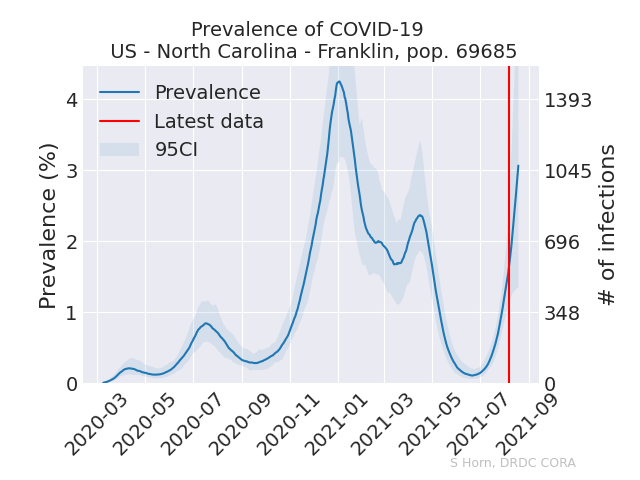 Prevalence of COVID-19
US - North Carolina - Franklin, pop. 69685
Prevalence
Latest data
95CI
Prevalence (%)
4
3
2
1
0
1393
1045
696
348
0
# of infections
2020-03
2020-05
2020-07
2020-09
2020-11
2021-01
2021-03
2021-05
2021-07
2021-09
S Horn, DRDC CORA